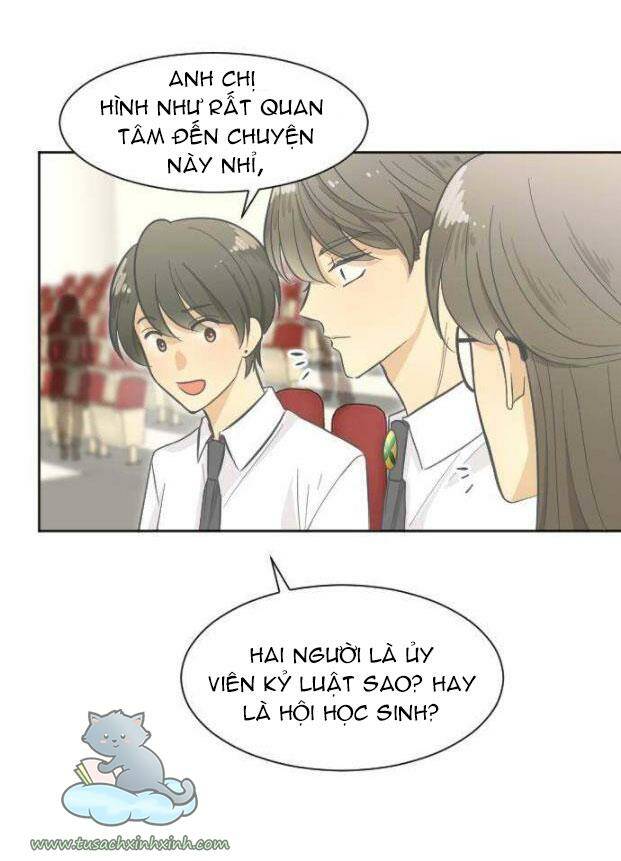 ANH CHỊ
HÌNH NHƯ RẤT QUAN
TÂM ĐẾN CHUYỆN
NÀY NHỈ,
HAI NGƯỜI LÀ ỦY
VIÊN KỶ LUẬT SAO? HAY
LÀ HỘI HỌC SINH?
www.tusachxinhxinh.com